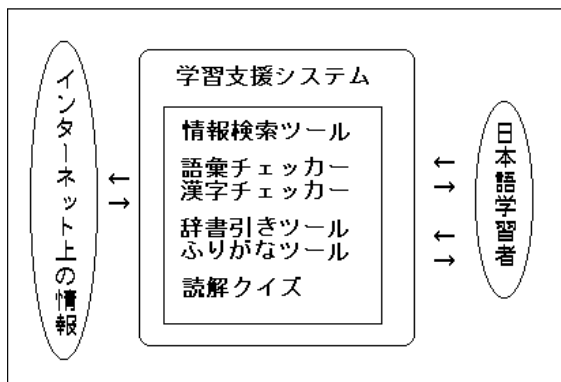 インターネット上の情報
学習支援システム
情報検索ツール
語彙チェッカー
漢字チェッカー
辞書引きツール
ふりがなツール
読解クイズ
←
→
←
→
←
→
日本語学習者